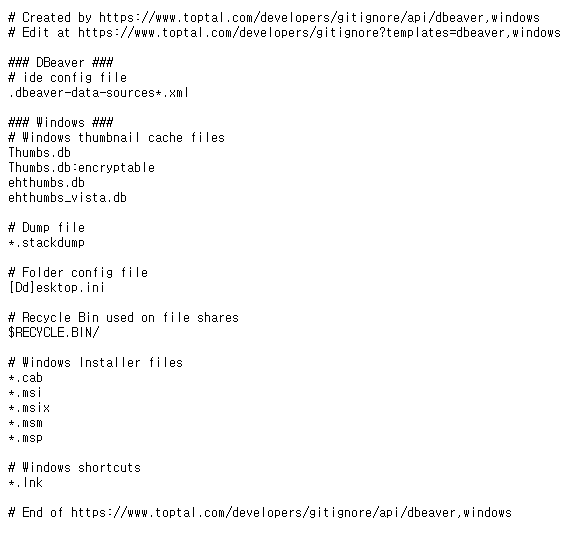 # Created by https://www.toptal.com/developers/gitignore/api/dbeaver,windows
# Edit at https://www.toptal.com/developers/gitignore?templates=dbeaver,windows

### DBeaver ###
# ide config file
.dbeaver-data-sources*.xml

### Windows ###
# Windows thumbnail cache files
Thumbs.db
Thumbs.db:encryptable
ehthumbs.db
ehthumbs_vista.db

# Dump file
*.stackdump

# Folder config file
[Dd]esktop.ini

# Recycle Bin used on file shares
$RECYCLE.BIN/

# Windows Installer files
*.cab
*.msi
*.msix
*.msm
*.msp

# Windows shortcuts
*.lnk

# End of https://www.toptal.com/developers/gitignore/api/dbeaver,windows